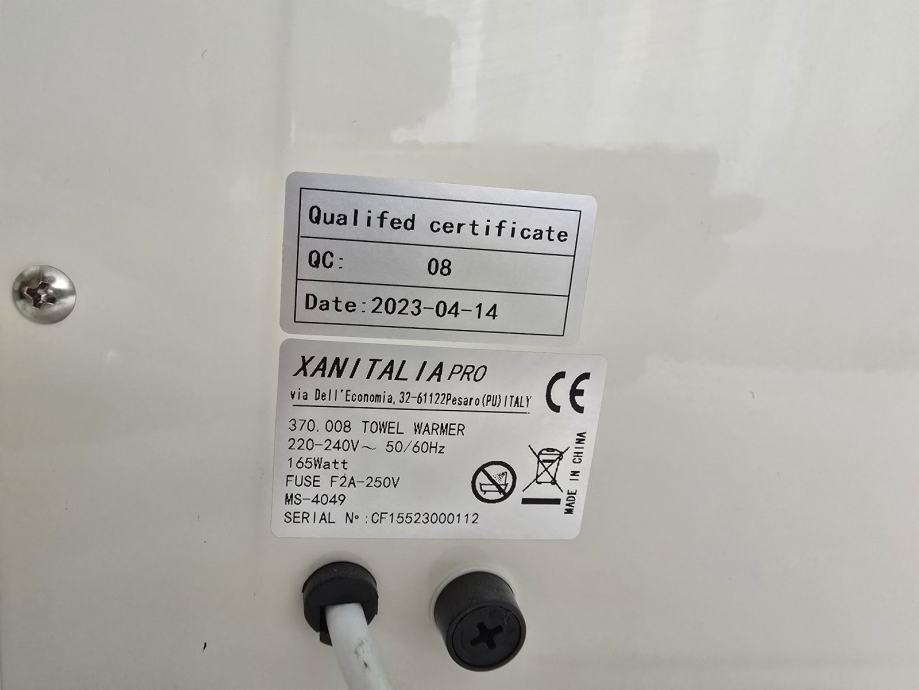 Qualifed certificate
QC: 08
Date:2023-04-14
XANITALIA PRO
via Dell'Economia, 32-61122Pesaro(PU)ITALY
CE
370.008 TOWEL WARMER
220-240V~ 50/60Hz
165Watt
FUSE F2A-250V
MS-4049
SERIAL N°:CF15523000112
MADE IN CHINA